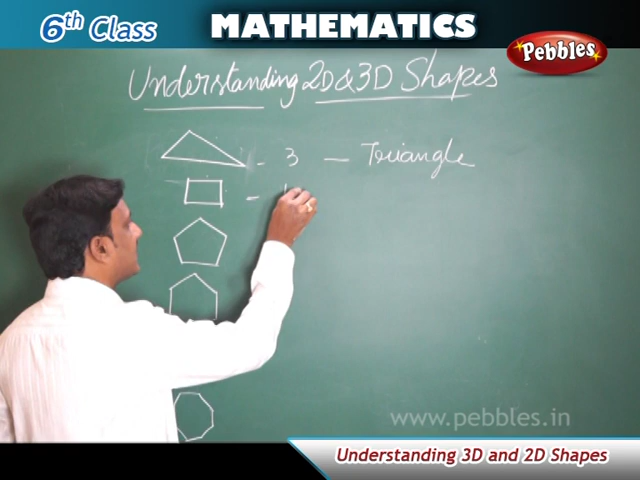 6th Class MATHEMATICS
Pebbles
Understanding 2D & 3D Shapes
- 3 - Triangle
-
www.pebbles.in
Understanding 3D and 2D Shapes